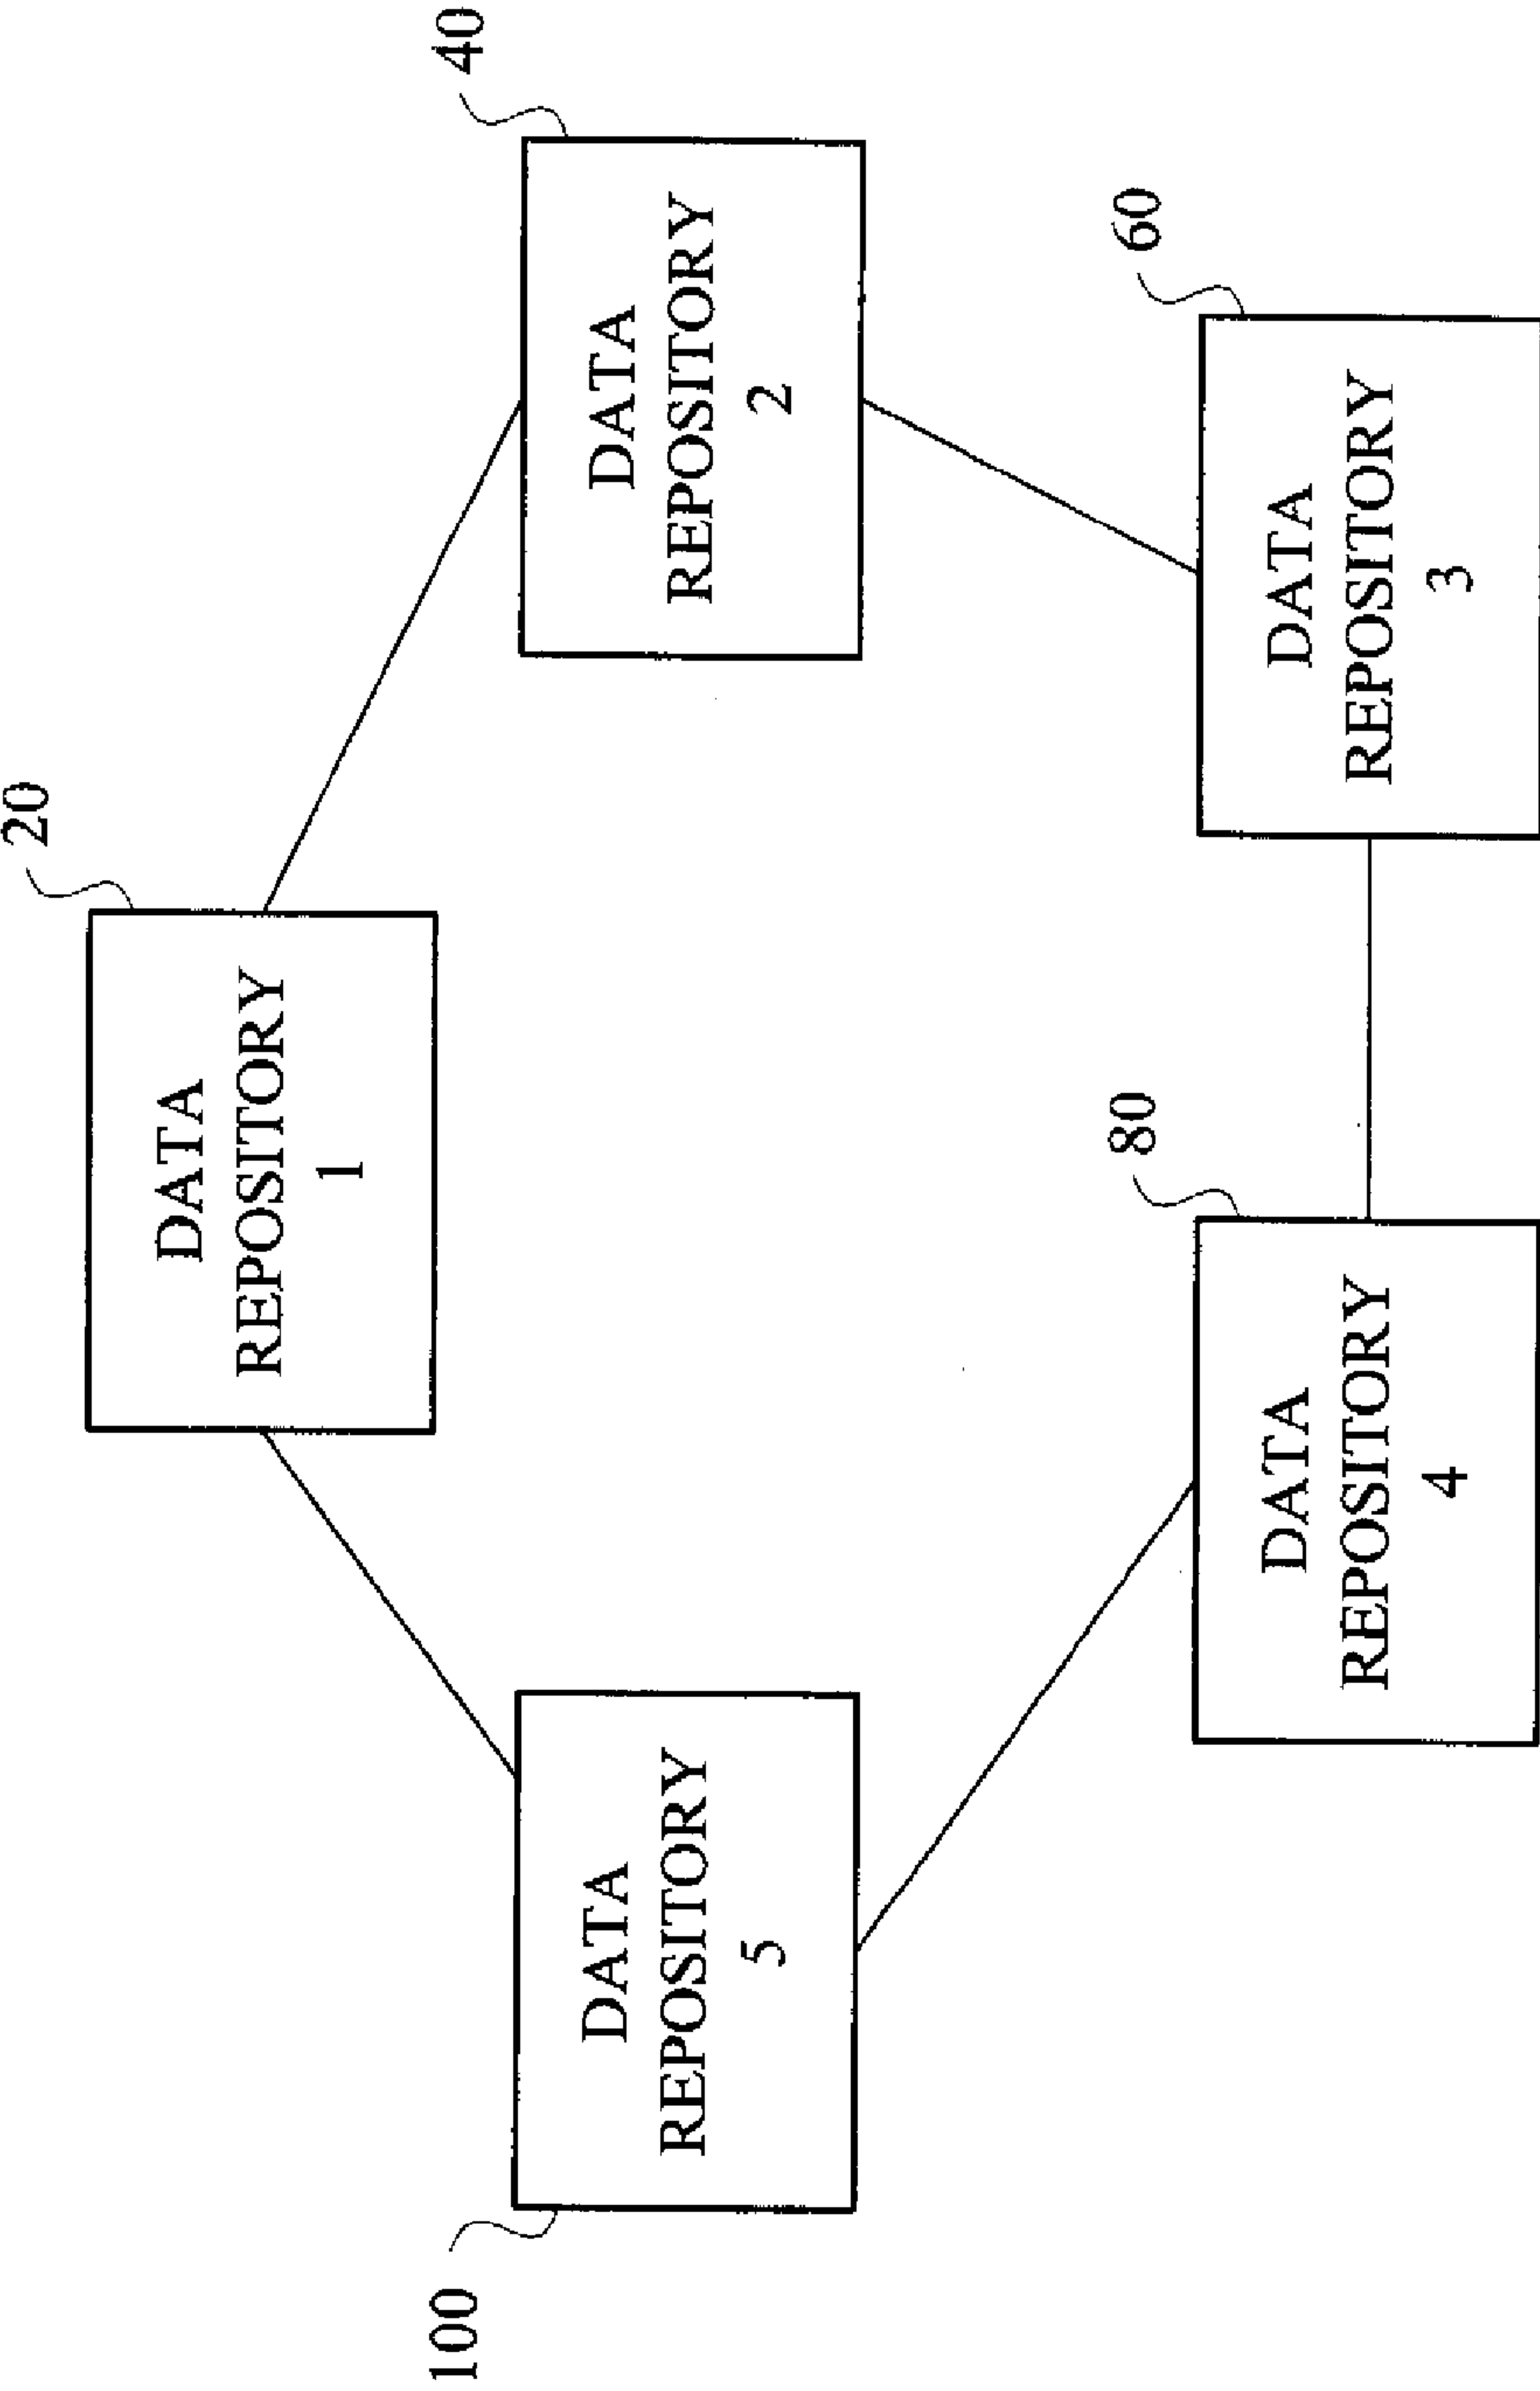 20
DATA
REPOSITORY
1
40
DATA
REPOSITORY
2
60
DATA
REPOSITORY
3
80
DATA
REPOSITORY
4
100
DATA
REPOSITORY
5